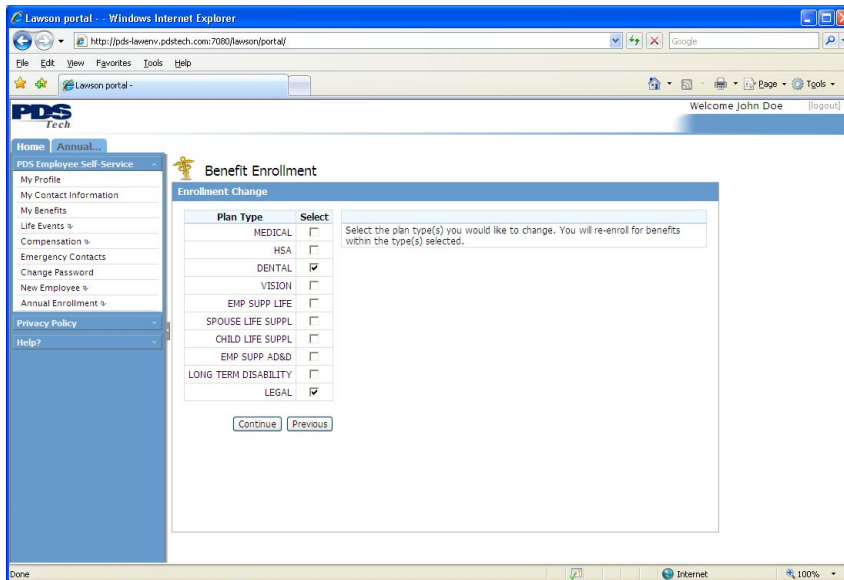 Lawson portal - - Windows Internet Explorer
http://pds-lawenv.pdstech.com:7080/lawson/portal/
Google
File Edit View Favorites Tools Help
Lawson portal -
Page Tools
PDS
Tech
Welcome John Doe [logout]
Home Annual...
PDS Employee Self-Service
My Profile
My Contact Information
My Benefits
Life Events
Compensation
Emergency Contacts
Change Password
New Employee
Annual Enrollment
Privacy Policy
Help?
Benefit Enrollment
Enrollment Change
Plan Type Select
MEDICAL
HSA
DENTAL
VISION
EMP SUPP LIFE
SPOUSE LIFE SUPPL
CHILD LIFE SUPPL
EMP SUPP AD&D
LONG TERM DISABILITY
LEGAL
Select the plan type(s) you would like to change. You will re-enroll for benefits
within the type(s) selected.
Continue Previous
Done Internet 100%